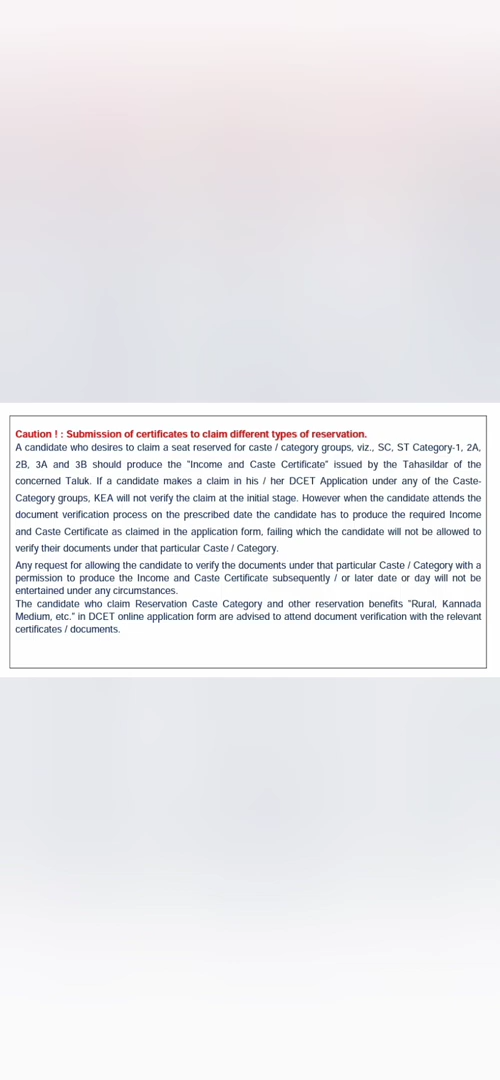 Caution ! : Submission of certificates to claim different types of reservation.
A candidate who desires to claim a seat reserved for caste / category groups, viz., SC, ST Category-1, 2A,
2B, 3A and 3B should produce the "Income and Caste Certificate" issued by the Tahasildar of the
concerned Taluk. If a candidate makes a claim in his / her DCET Application under any of the Caste-
Category groups, KEA will not verify the claim at the initial stage. However when the candidate attends the
document verification process on the prescribed date the candidate has to produce the required Income
and Caste Certificate as claimed in the application form, failing which the candidate will not be allowed to
verify their documents under that particular Caste / Category.
Any request for allowing the candidate to verify the documents under that particular Caste / Category with a
permission to produce the Income and Caste Certificate subsequently / or later date or day will not be
entertained under any circumstances.
The candidate who claim Reservation Caste Category and other reservation benefits "Rural, Kannada
Medium, etc." in DCET online application form are advised to attend document verification with the relevant
certificates / documents.